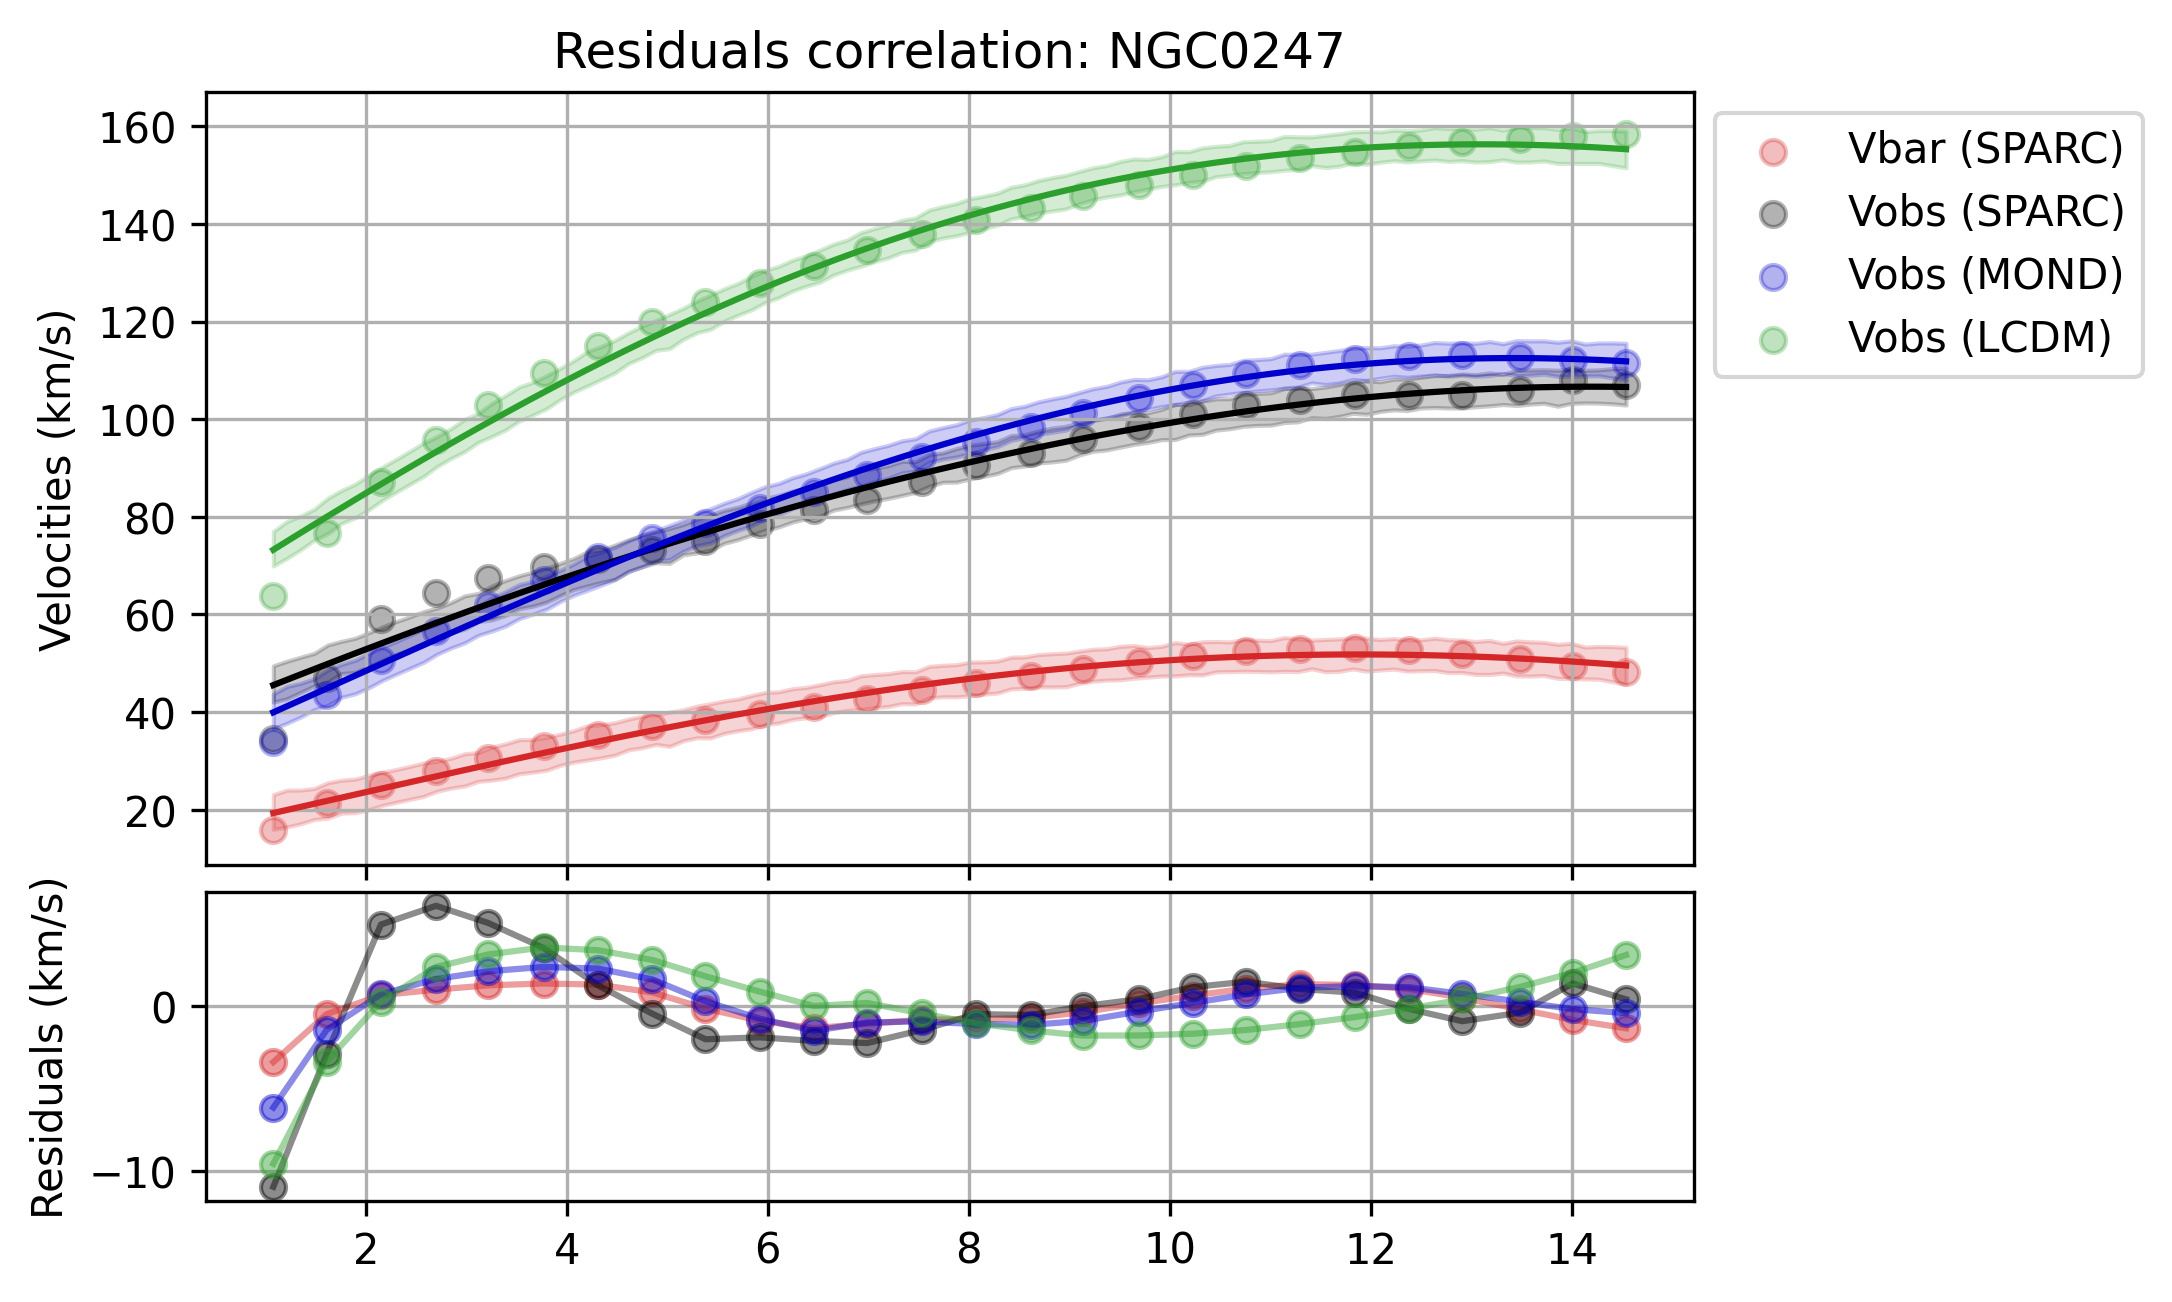 Residuals correlation: NGC0247
Velocities (km/s)
160
140
120
100
80
60
40
20
Vbar (SPARC)
Vobs (SPARC)
Vobs (MOND)
Vobs (LCDM)
Residuals (km/s)
0
−10
2 4 6 8 10 12 14